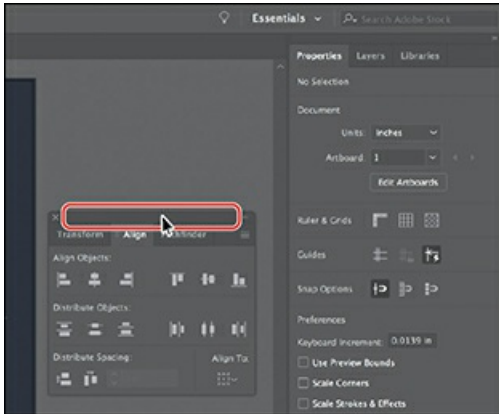 Essentials
Search Adobe Stock
Properties Layers Libraries
No Selection
Document
Units: Inches
Artboard: 1
Edit Artboards
Ruler & Grids
Guides
Snap Options
Preferences
Keyboard Increment: 0.0139 in
Use Preview Bounds
Scale Corners
Scale Strokes & Effects
Transform Align Pathfinder
Align Objects:
Distribute Objects:
Distribute Spacing: Align To: